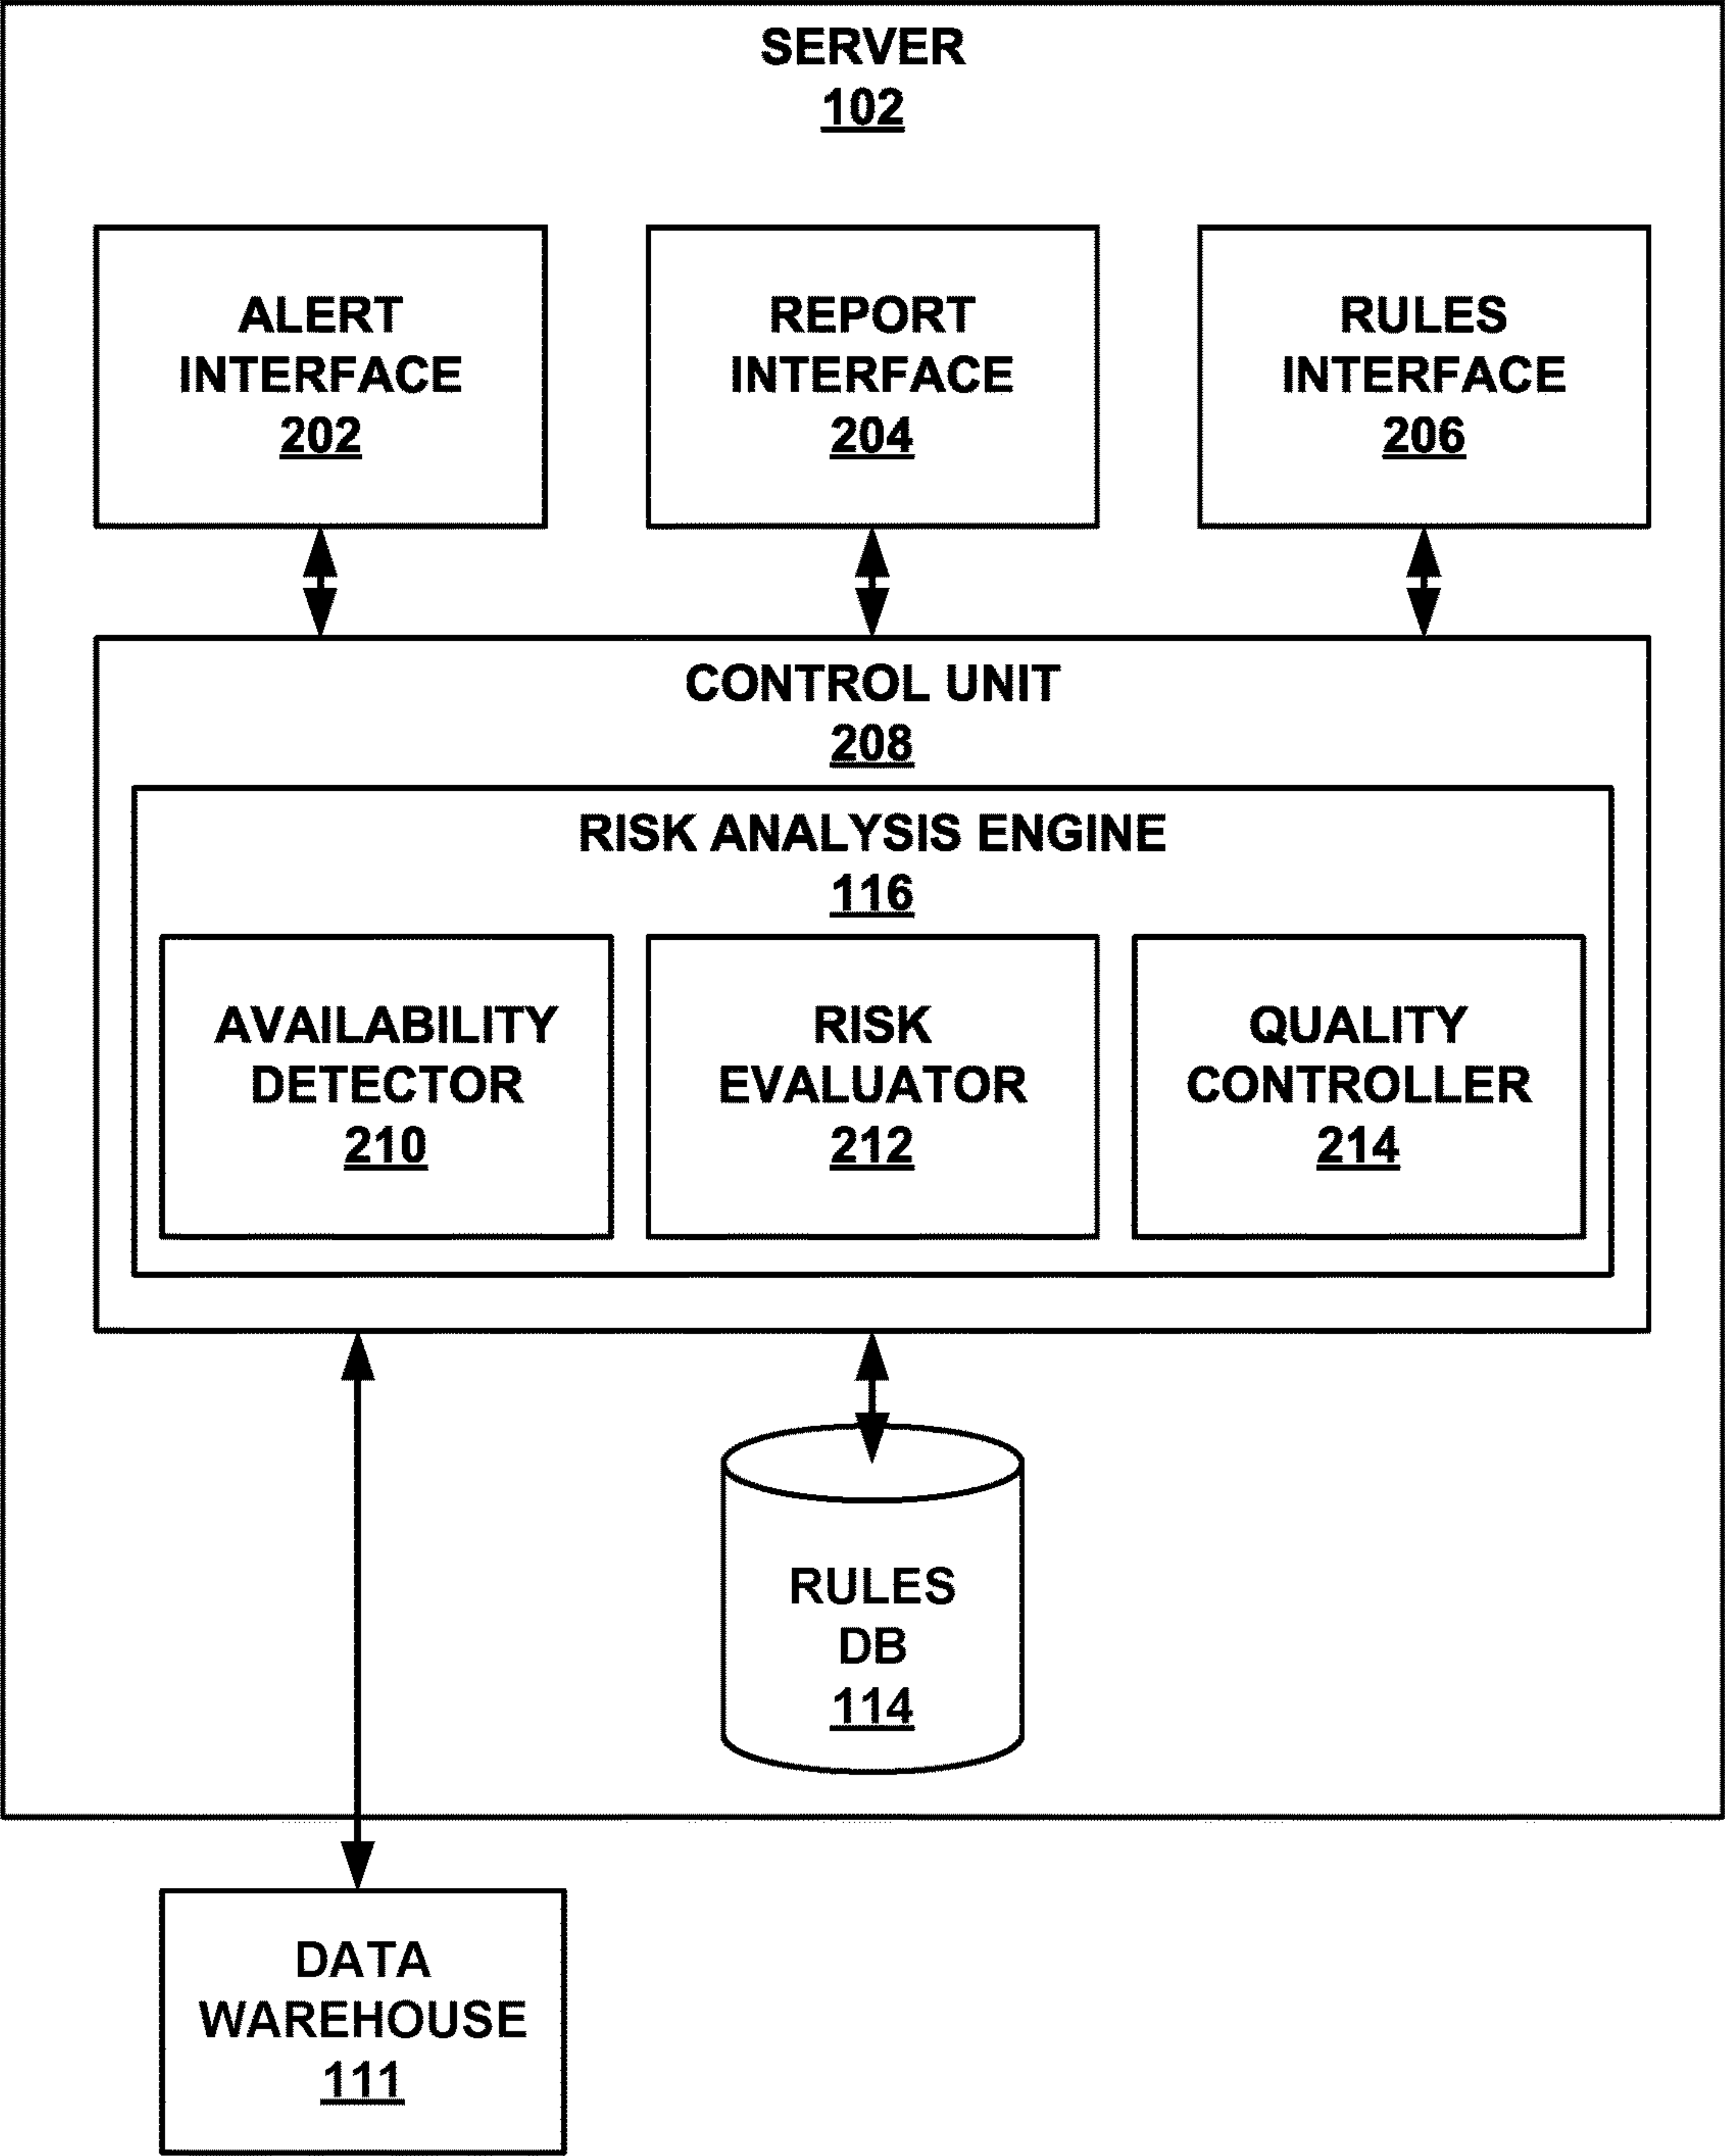 SERVER
102
ALERT
INTERFACE
202
REPORT
INTERFACE
204
RULES
INTERFACE
206
CONTROL UNIT
208
RISK ANALYSIS ENGINE
116
AVAILABILITY
DETECTOR
210
RISK
EVALUATOR
212
QUALITY
CONTROLLER
214
RULES
DB
114
DATA
WAREHOUSE
111